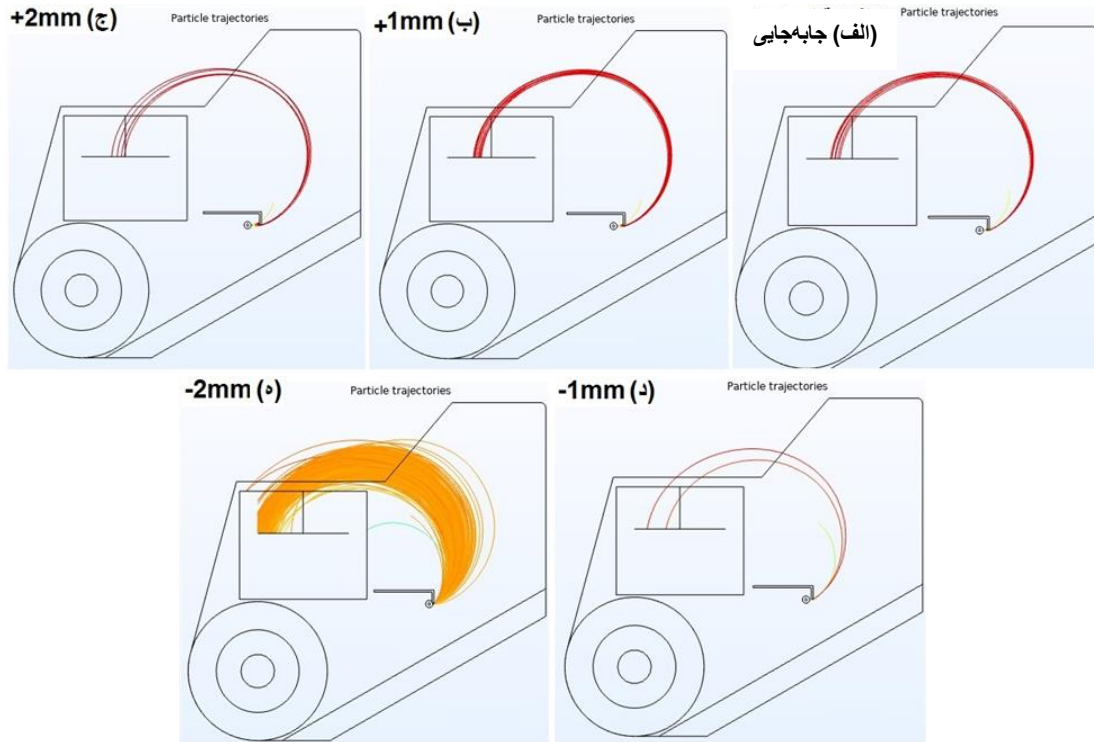 (الف) جابه‌جایی
Particle trajectories
+1mm (ب)
Particle trajectories
+2mm (ج)
Particle trajectories
-1mm (د)
Particle trajectories
-2mm (ه)
Particle trajectories